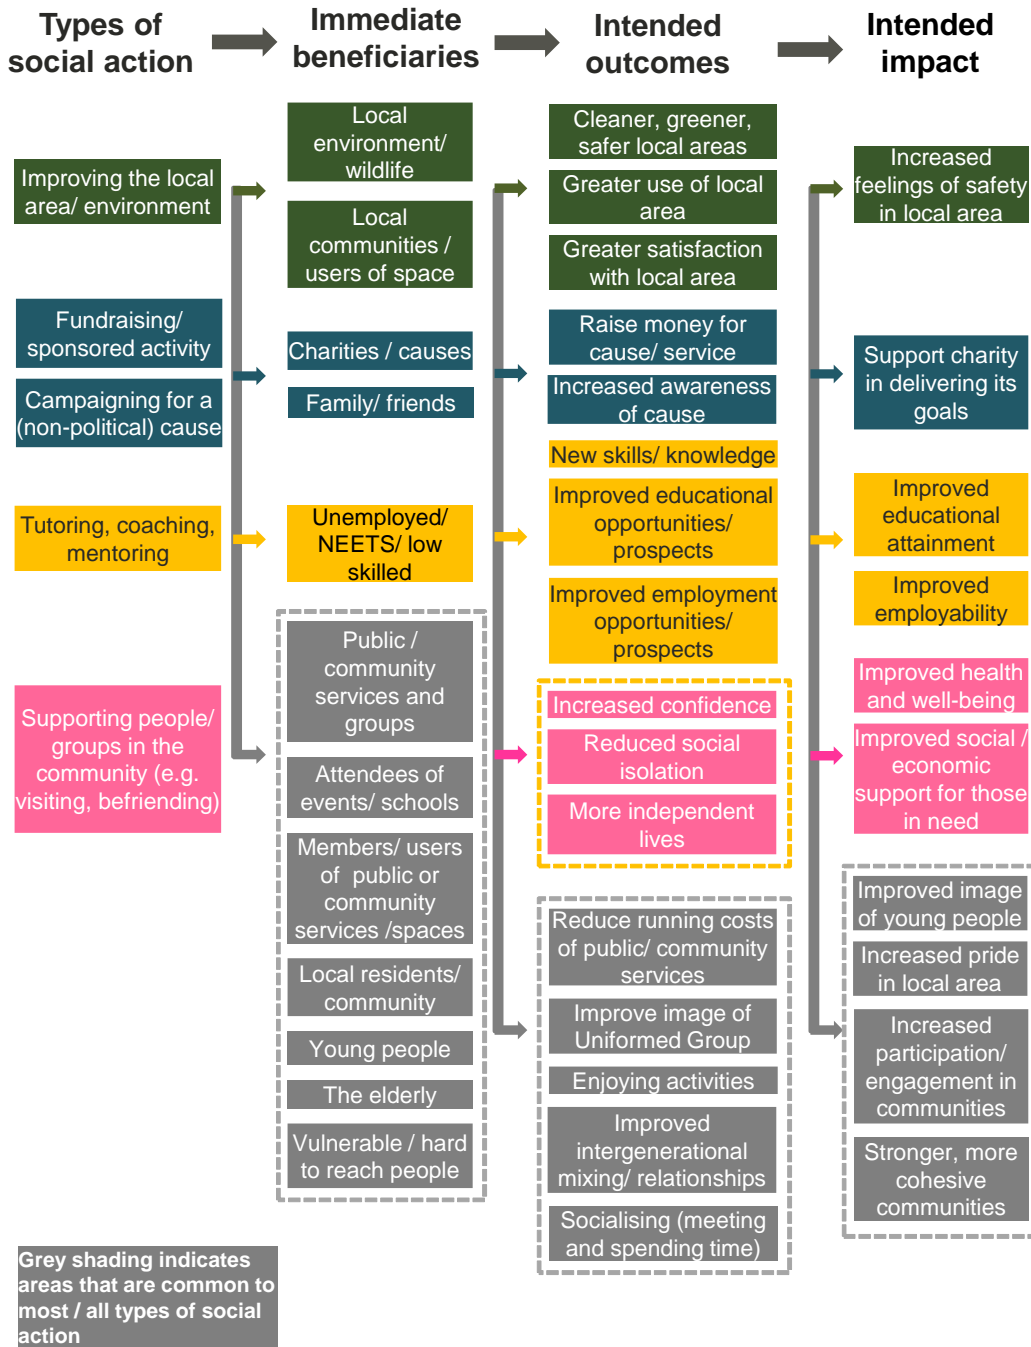 Types of
social action
Immediate
beneficiaries
Intended
outcomes
Intended
impact
Improving the local
area/ environment
Fundraising/
sponsored activity
Campaigning for a
(non-political) cause
Tutoring, coaching,
mentoring
Supporting people/
groups in the
community (e.g.
visiting, befriending)
Local
environment/
wildlife
Local
communities /
users of space
Charities / causes
Family/ friends
Unemployed/
NEETS/ low
skilled
Public /
community
services and
groups
Attendees of
events/ schools
Members/ users
of public or
community
services /spaces
Local residents/
community
Young people
The elderly
Vulnerable / hard
to reach people
Cleaner, greener,
safer local areas
Greater use of local
area
Greater satisfaction
with local area
Raise money for
cause/ service
Increased awareness
of cause
New skills/ knowledge
Improved educational
opportunities/
prospects
Improved employment
opportunities/
prospects
Increased confidence
Reduced social
isolation
More independent
lives
Reduce running costs
of public/ community
services
Improve image of
Uniformed Group
Enjoying activities
Improved
intergenerational
mixing/ relationships
Socialising (meeting
and spending time)
Increased
feelings of safety
in local area
Support charity
in delivering its
goals
Improved
educational
attainment
Improved
employability
Improved health
and well-being
Improved social /
economic
support for those
in need
Improved image
of young people
Increased pride
in local area
Increased
participation/
engagement in
communities
Stronger, more
cohesive
communities
Grey shading indicates
areas that are common to
most / all types of social
action